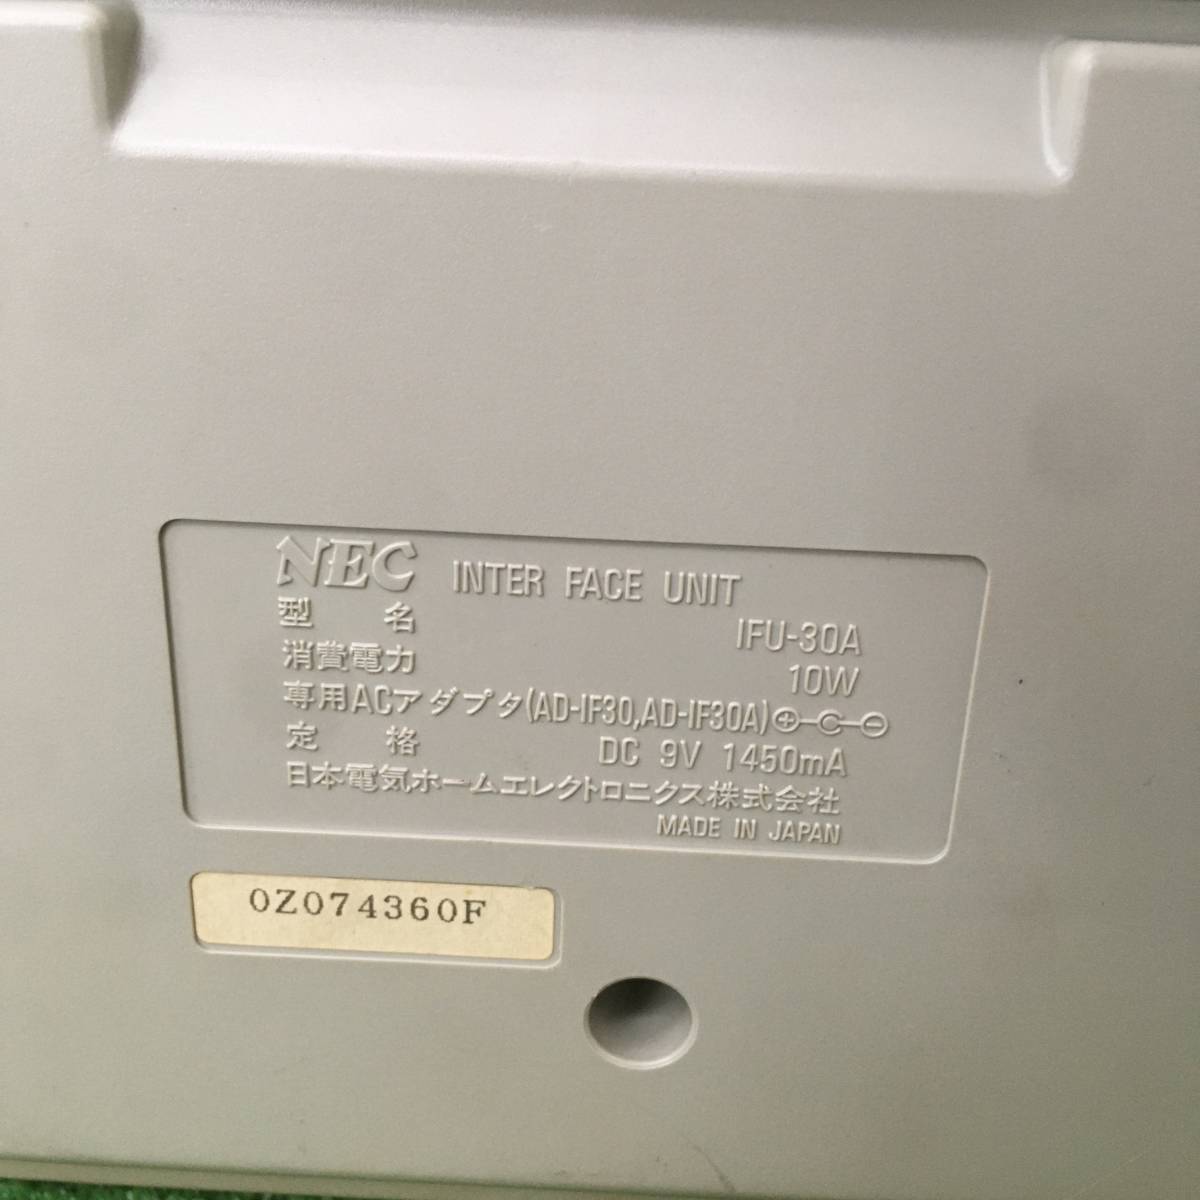 NEC INTER FACE UNIT
型名 IFU-30A
消費電力 10W
専用ACアダプタ(AD-IF30,AD-IF30A)
定格 DC 9V 1450mA
日本電気ホームエレクトロニクス株式会社
MADE IN JAPAN
0Z074360F